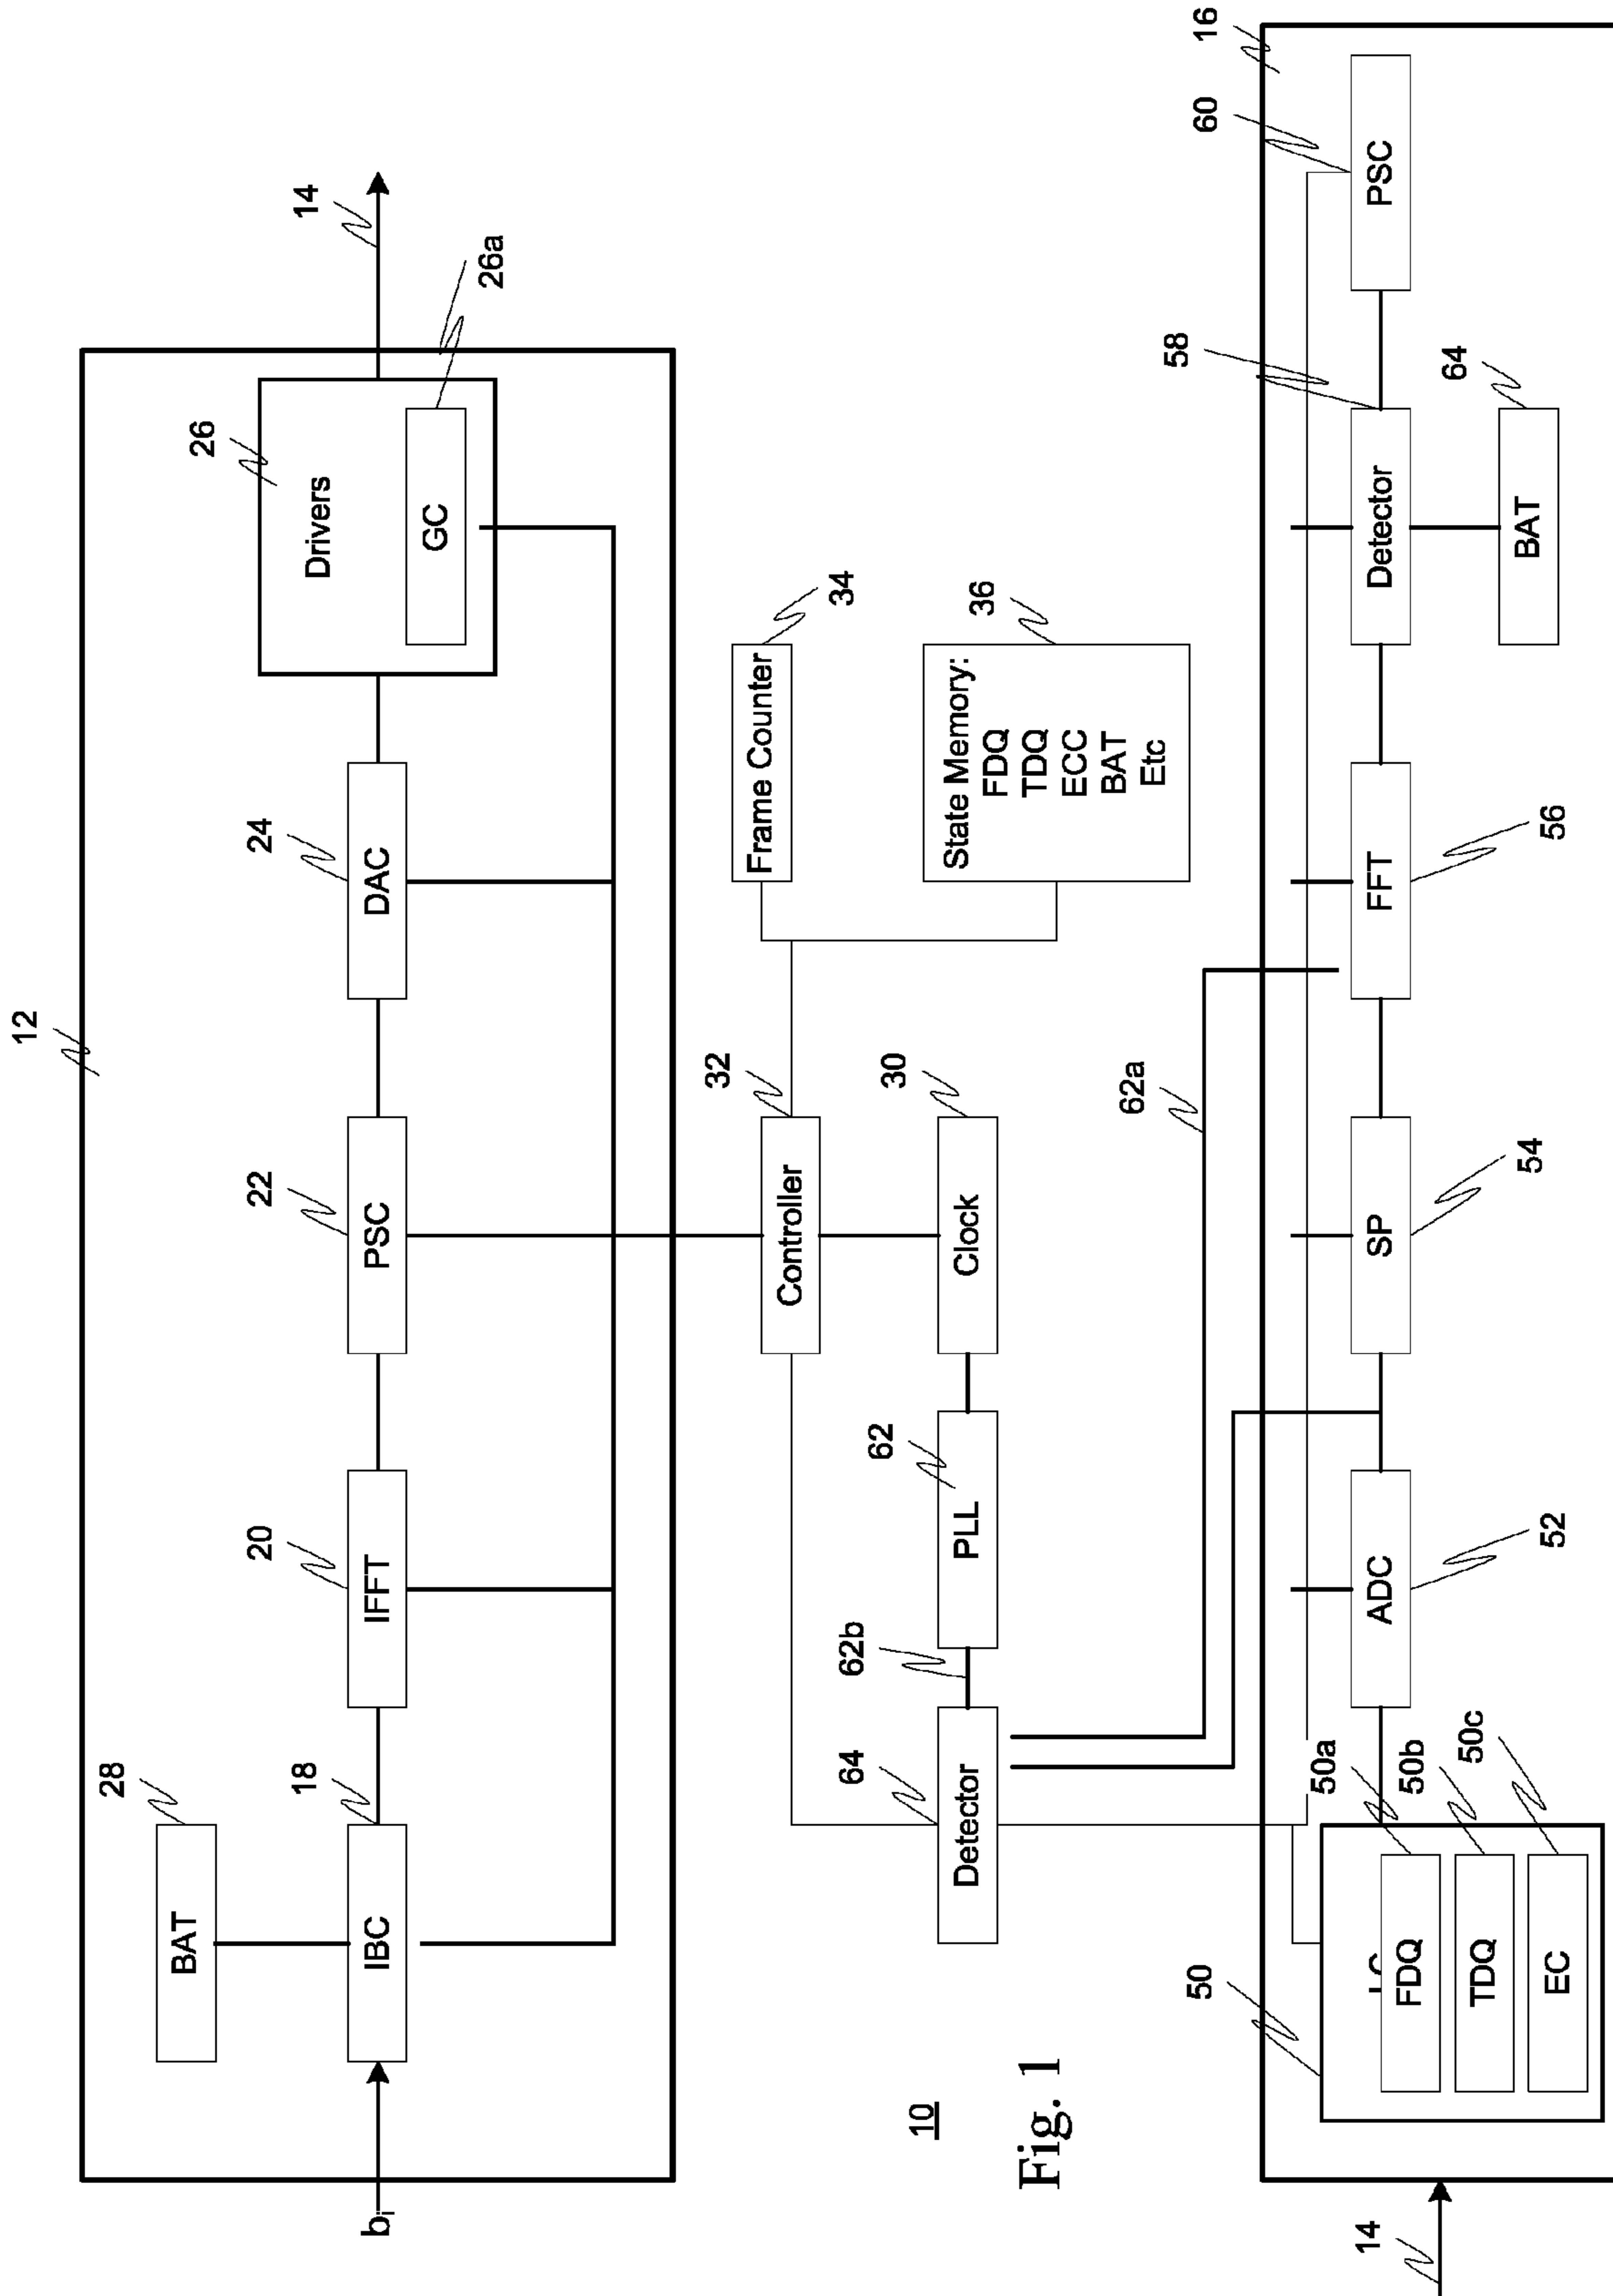 12
28
BAT
18
IBC
b_i
20
IFFT
22
PSC
24
DAC
26
Drivers
GC
26a
14
32
Controller
30
Clock
62
PLL
62b
64
Detector
34
Frame Counter
36
State Memory:
FDQ
TDQ
ECC
BAT
Etc
62a
10
Fig. 1
16
14
50
FDQ
50a
TDQ
50b
EC
50c
ADC
52
SP
54
FFT
56
58
Detector
64
BAT
60
PSC